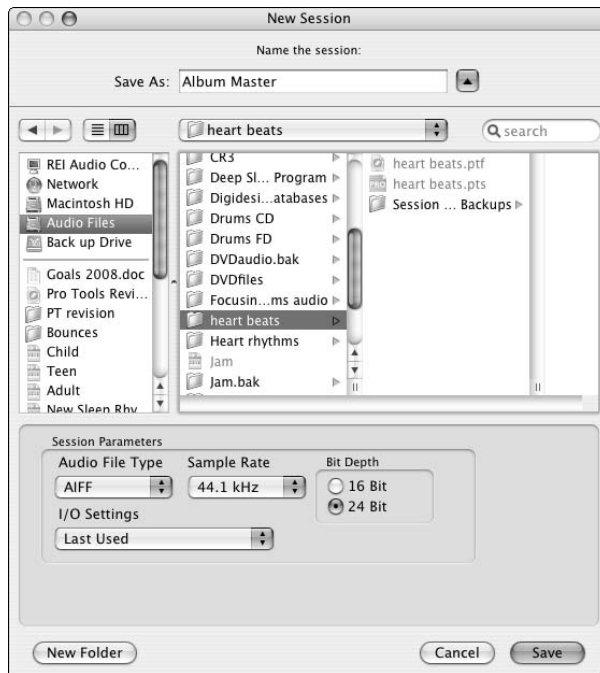 New Session
Name the session:
Save As: Album Master
heart beats
search
REI Audio Co...
Network
Macintosh HD
Audio Files
Back up Drive
Goals 2008.doc
Pro Tools Revi...
PT revision
Bounces
Child
Teen
Adult
New Sleep Rhy
CR3
Deep Sl... Program
Digidesi...atabases
Drums CD
Drums FD
DVDaudio.bak
DVDfiles
Focusin...ms audio
heart beats
Heart rhythms
Jam
Jam.bak
heart beats.ptf
heart beats.pts
Session ... Backups
Session Parameters
Audio File Type
AIFF
Sample Rate
44.1 kHz
Bit Depth
16 Bit
24 Bit
I/O Settings
Last Used
New Folder
Cancel
Save